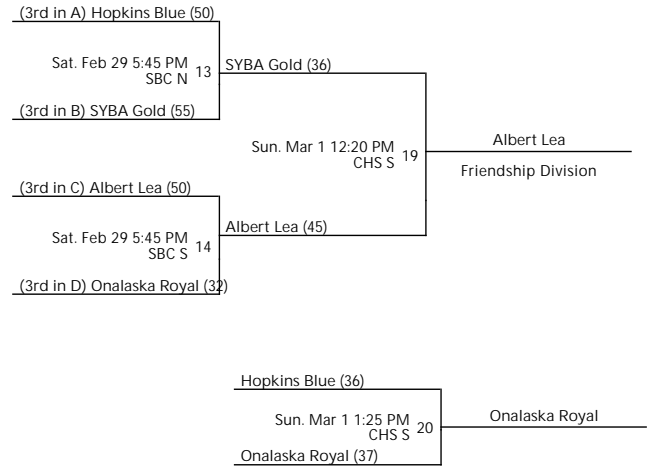 (3rd in A) Hopkins Blue (50)
Sat. Feb 29 5:45 PM
SBC N 13
SYBA Gold (36)
(3rd in B) SYBA Gold (55)
Sun. Mar 1 12:20 PM
CHS S 19
Albert Lea
Friendship Division
(3rd in C) Albert Lea (50)
Sat. Feb 29 5:45 PM
SBC S 14
Albert Lea (45)
(3rd in D) Onalaska Royal (32)
Hopkins Blue (36)
Sun. Mar 1 1:25 PM
CHS S 20
Onalaska Royal
Onalaska Royal (37)